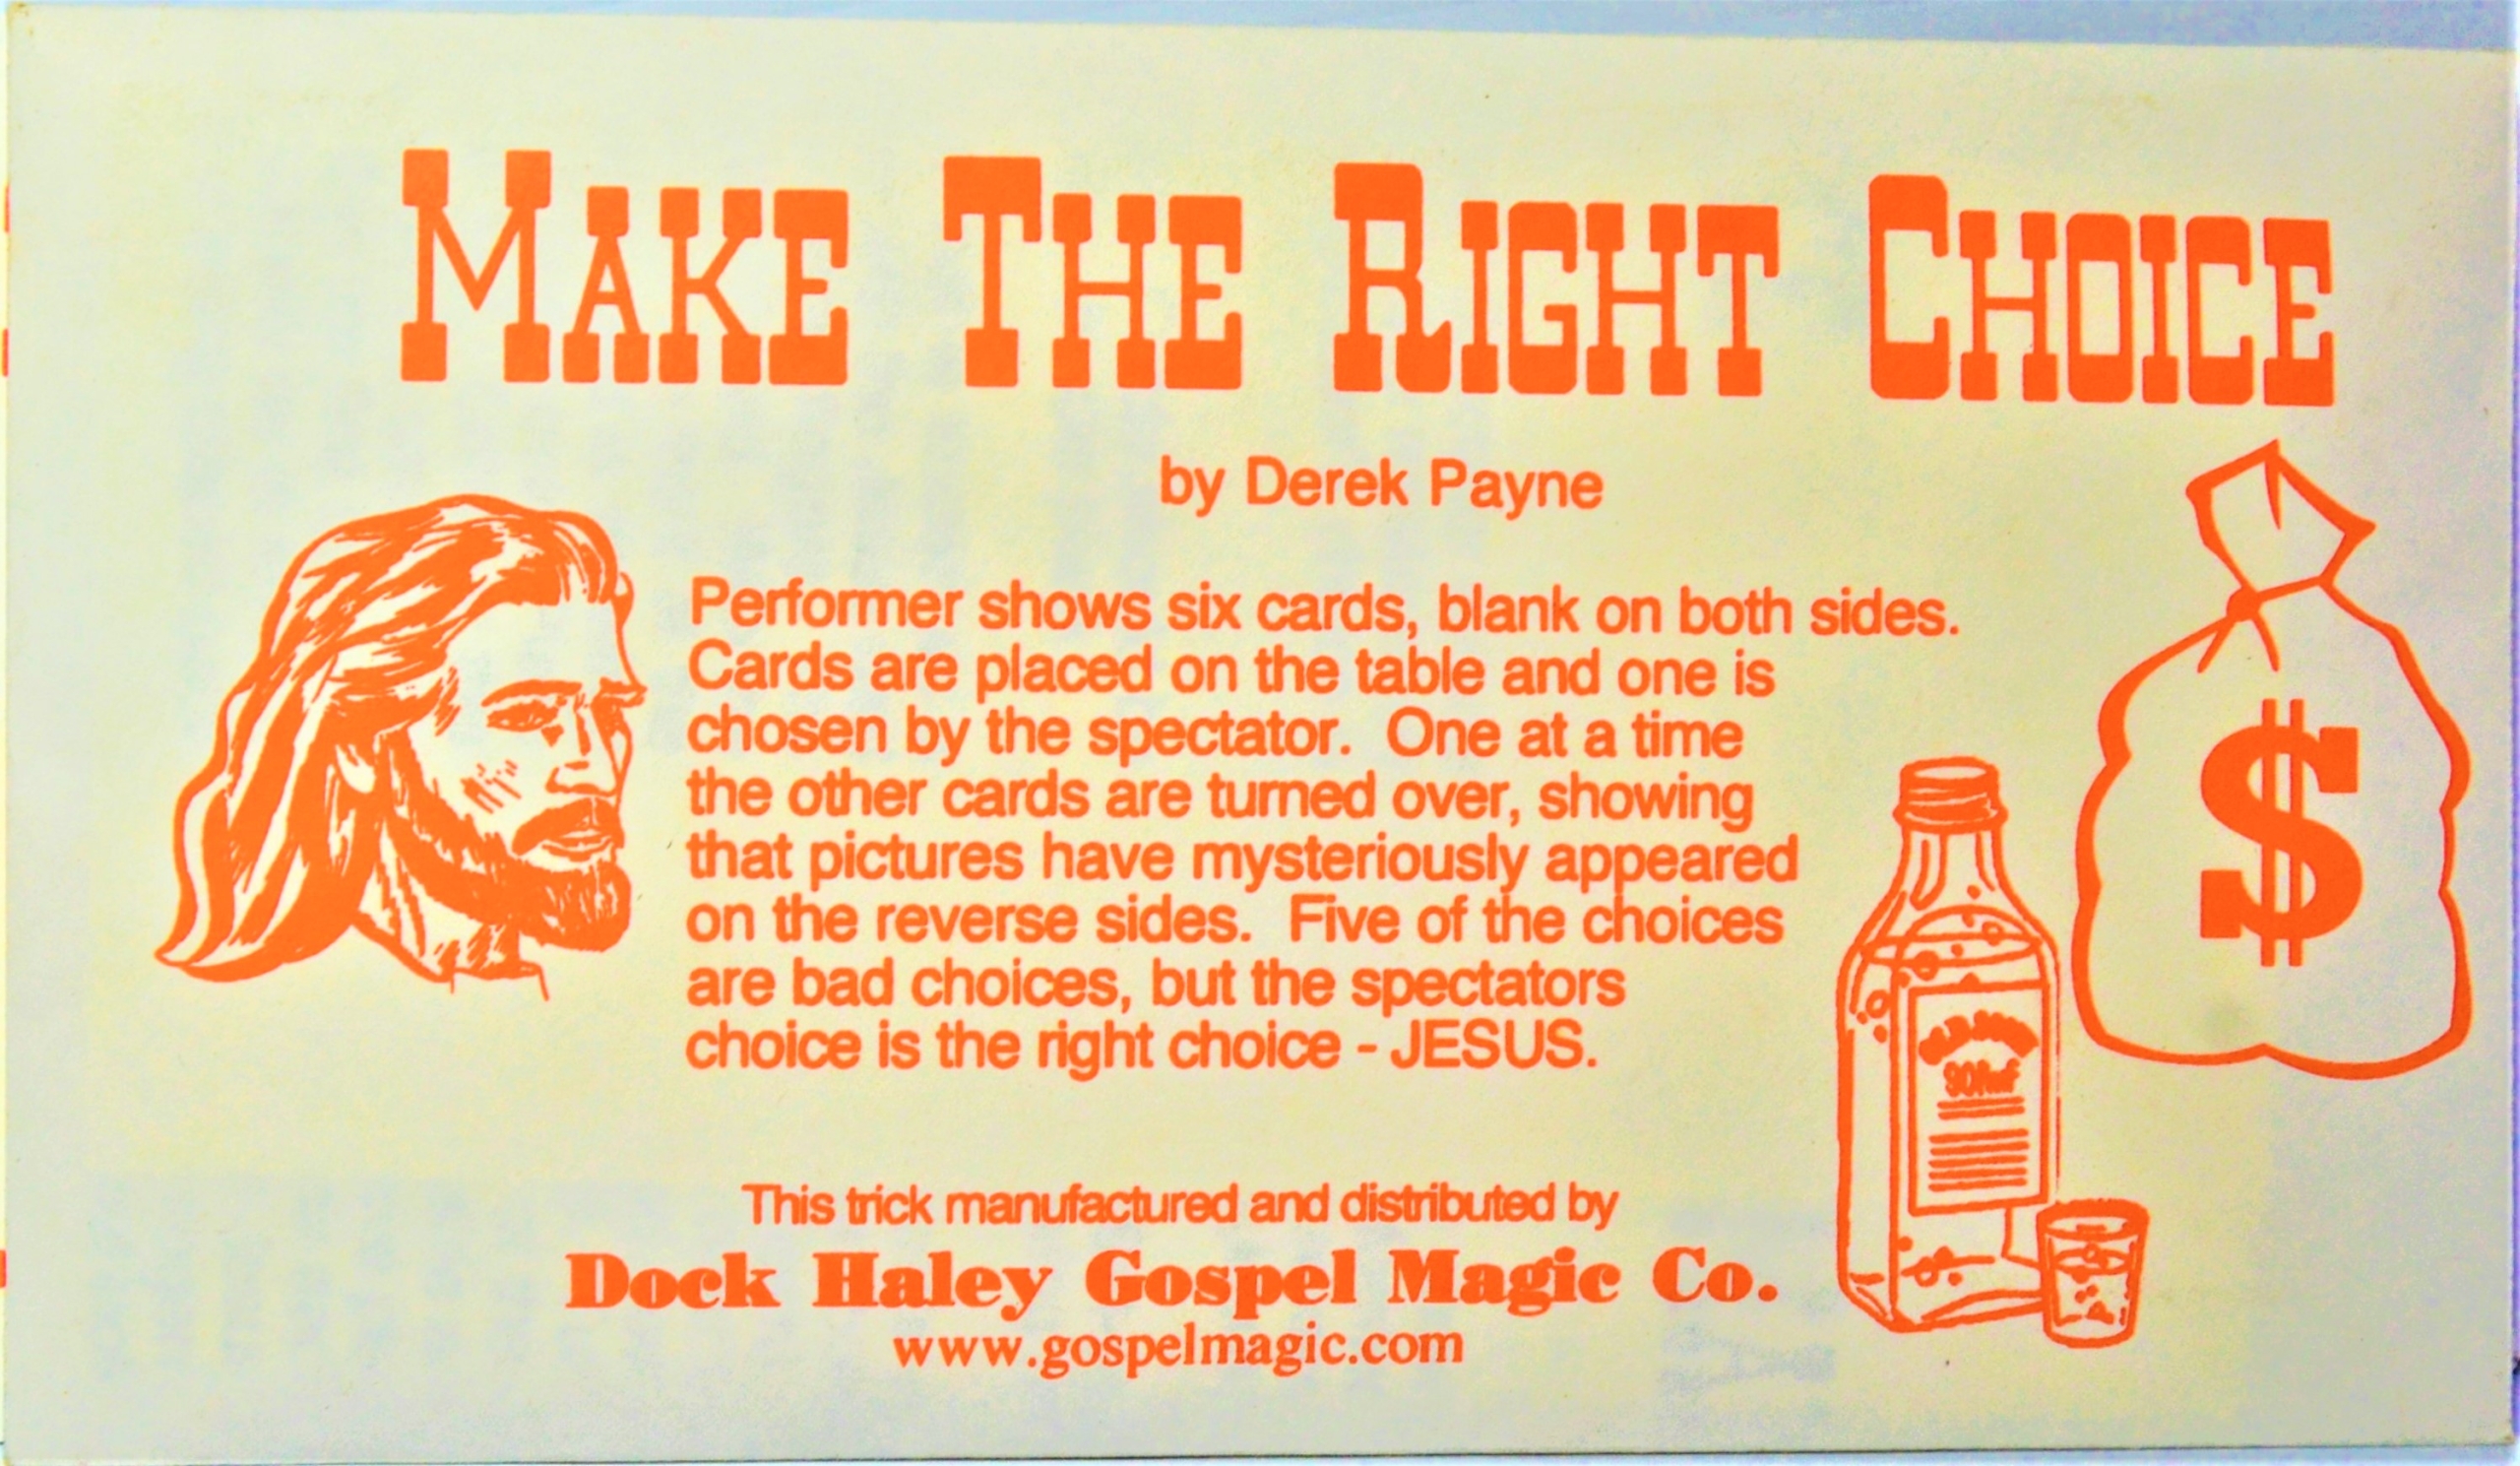 MAKE THE RIGHT CHOICE
by Derek Payne
Performer shows six cards, blank on both sides.
Cards are placed on the table and one is
chosen by the spectator. One at a time
the other cards are turned over, showing
that pictures have mysteriously appeared
on the reverse sides. Five of the choices
are bad choices, but the spectators
choice is the right choice - JESUS.
$
This trick manufactured and distributed by
Dock Haley Gospel Magic Co.
www.gospelmagic.com